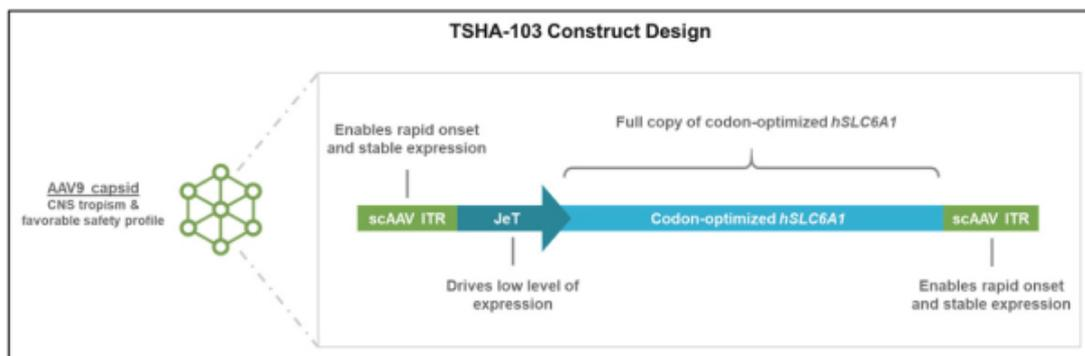 TSHA-103 Construct Design
Enables rapid onset
and stable expression
Full copy of codon-optimized hSLC6A1
AAV9 capsid
CNS tropism &
favorable safety profile
scAAV ITR
JeT
Codon-optimized hSLC6A1
scAAV ITR
Drives low level of
expression
Enables rapid onset
and stable expression